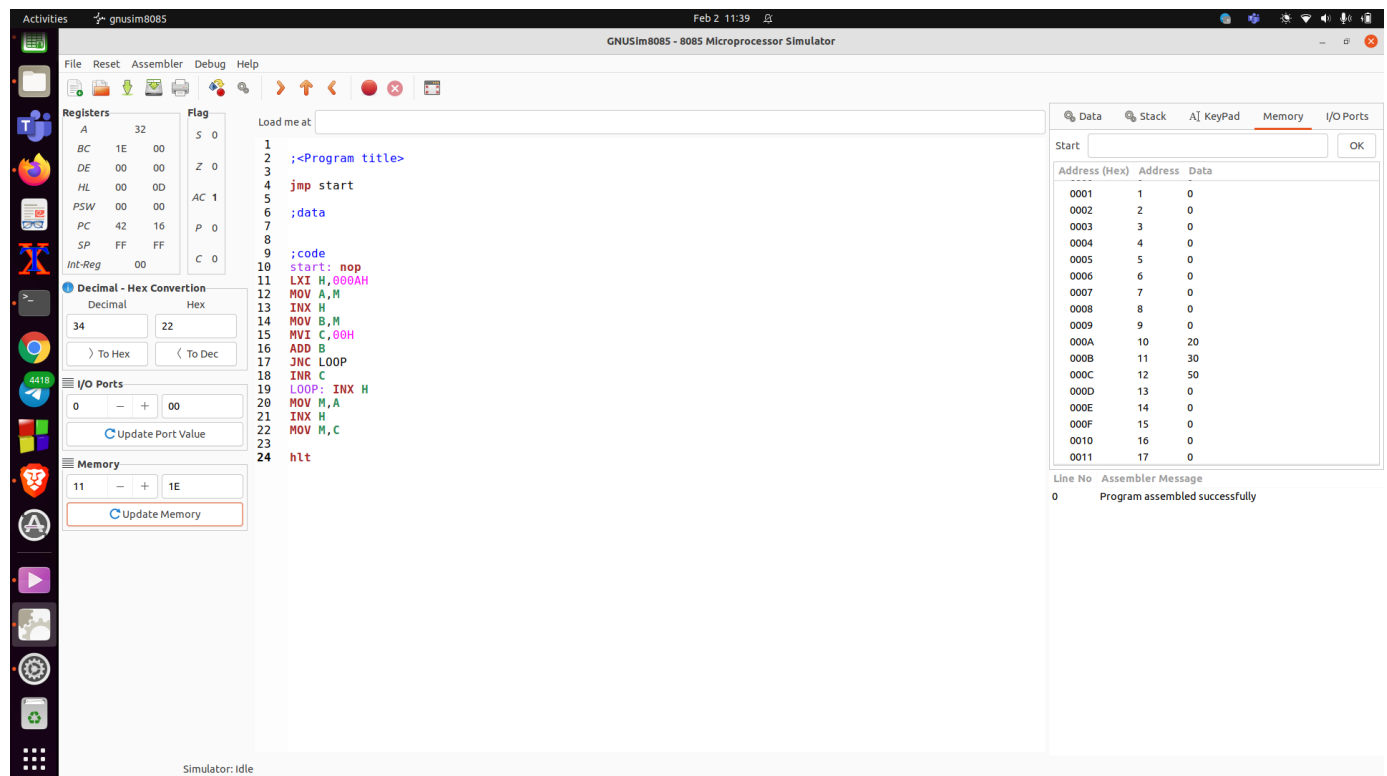 Activities gnusim8085 Feb 2 11:39
GNUSim8085 - 8085 Microprocessor Simulator
File Reset Assembler Debug Help
Registers
A 32
BC 1E 00
DE 00 00
HL 00 0D
PSW 00 00
PC 42 16
SP FF FF
Int-Reg 00
Flag
S 0
Z 0
AC 1
P 0
C 0
Decimal - Hex Convertion
Decimal Hex
34 22
To Hex To Dec
I/O Ports
0 − + 00
Update Port Value
Memory
11 − + 1E
Update Memory
4418
Load me at
1
2 ;<Program title>
3
4 jmp start
5
6 ;data
7
8
9 ;code
10 start: nop
11 LXI H,000AH
12 MOV A,M
13 INX H
14 MOV B,M
15 MVI C,00H
16 ADD B
17 JNC LOOP
18 INR C
19 LOOP: INX H
20 MOV M,A
21 INX H
22 MOV M,C
23
24 hlt
Data Stack KeyPad Memory I/O Ports
Start OK
Address (Hex) Address Data
0001 1 0
0002 2 0
0003 3 0
0004 4 0
0005 5 0
0006 6 0
0007 7 0
0008 8 0
0009 9 0
000A 10 20
000B 11 30
000C 12 50
000D 13 0
000E 14 0
000F 15 0
0010 16 0
0011 17 0
Line No Assembler Message
0 Program assembled successfully
Simulator: Idle